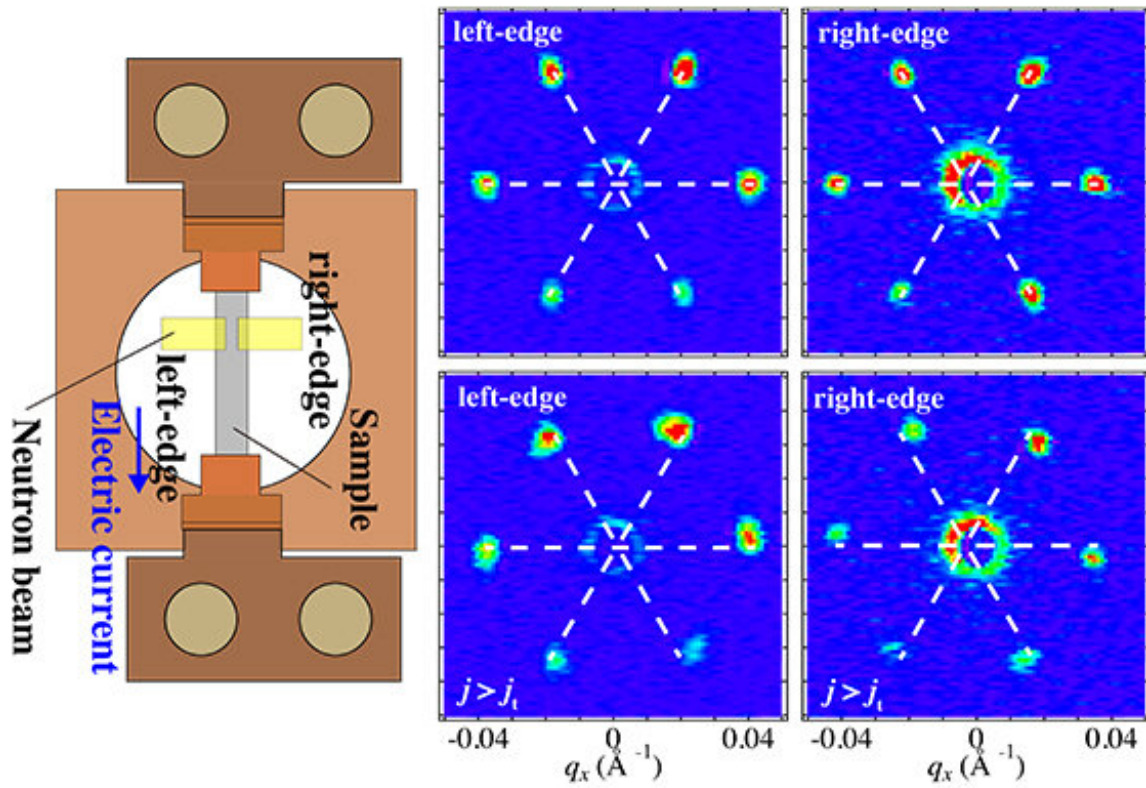 right-edge
left-edge
Sample
Electric current
Neutron beam
left-edge
right-edge
left-edge
j > jt
right-edge
j > jt
-0.04 0 0.04
qx (Å⁻¹)
-0.04 0 0.04
qx (Å⁻¹)